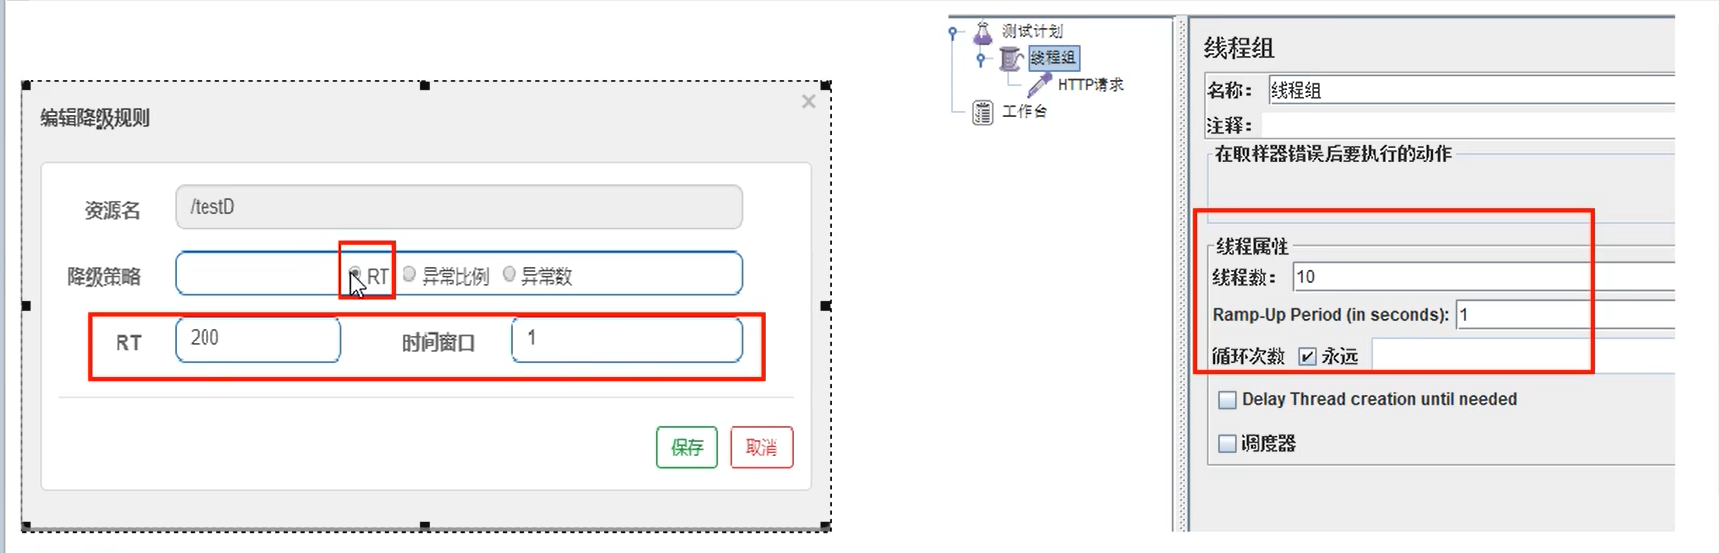 编辑降级规则
×
资源名 /testD
降级策略 RT 异常比例 异常数
RT 200 时间窗口 1
保存 取消
测试计划
线程组
HTTP请求
工作台
线程组
名称: 线程组
注释:
在取样器错误后要执行的动作
线程属性
线程数: 10
Ramp-Up Period (in seconds): 1
循环次数 永远
Delay Thread creation until needed
调度器